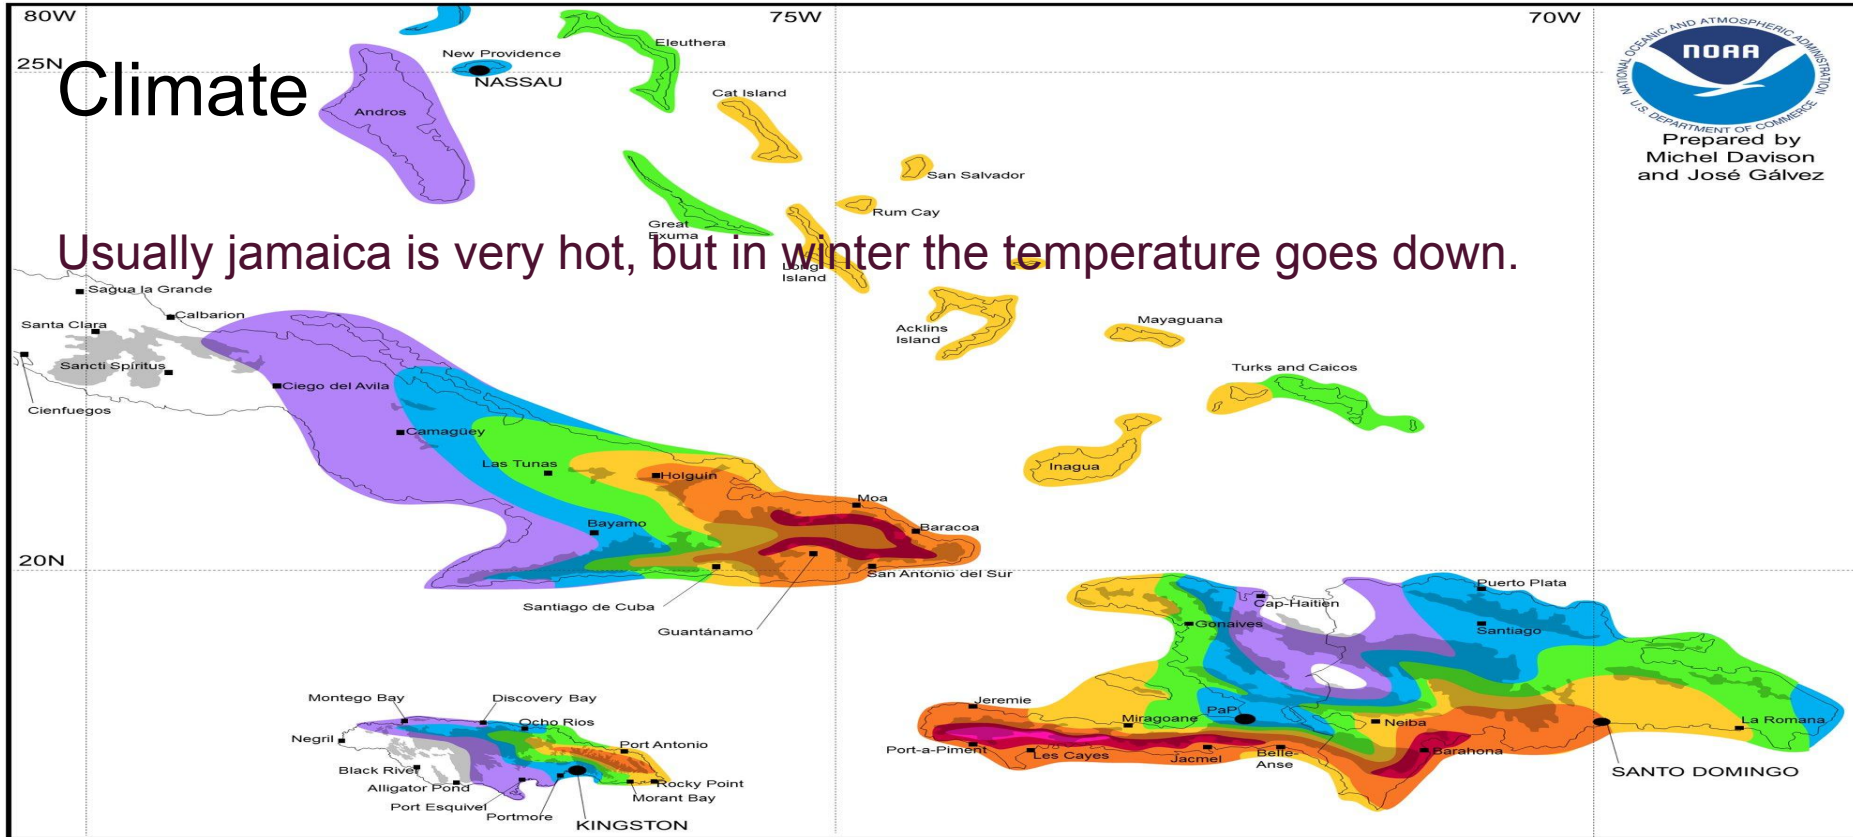 80W
75W
70W
25N
Climate
New Providence
NASSAU
Eleuthera
NOAA
NATIONAL OCEANIC AND ATMOSPHERIC ADMINISTRATION
U.S. DEPARTMENT OF COMMERCE
Prepared by
Michel Davison
and José Gálvez
Andros
Cat Island
San Salvador
Rum Cay
Great
Exuma
Usually jamaica is very hot, but in winter the temperature goes down.
Long
Island
Sagua la Grande
Calbarion
Santa Clara
Sancti Spíritus
Ciego del Avila
Cienfuegos
Acklins
Island
Mayaguana
Turks and Caicos
Camagüey
Las Tunas
Holguin
Inagua
Moa
Bayamo
Baracoa
20N
San Antonio del Sur
Santiago de Cuba
Guantánamo
Puerto Plata
Cap-Haitien
Gonaives
Santiago
Montego Bay
Discovery Bay
Ocho Rios
Negril
Port Antonio
Black River
Alligator Pond
Rocky Point
Morant Bay
Port Esquivel
Portmore
KINGSTON
Jeremie
Miragoane
PaP
Neiba
La Romana
Port-a-Piment
Les Cayes
Jacmel
Belle-
Anse
Barahona
SANTO DOMINGO